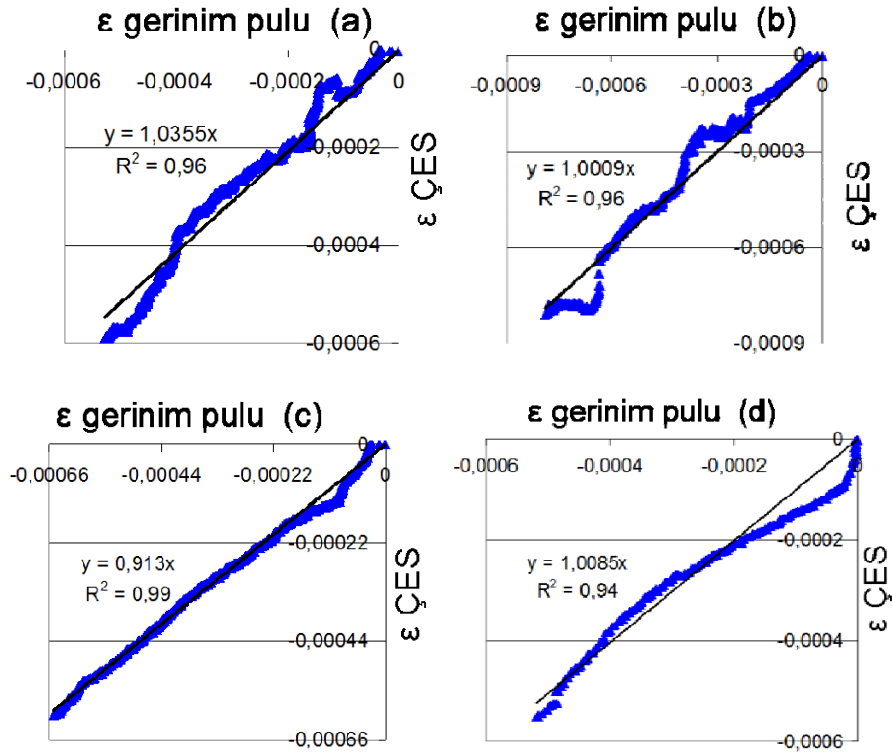 ε gerinim pulu (a)
0
-0,0006 -0,0004 -0,0002 0
y = 1,0355x
R² = 0,96
-0,0002
-0,0004
-0,0006
ε ÇES
ε gerinim pulu (b)
0
-0,0009 -0,0006 -0,0003 0
y = 1,0009x
R² = 0,96
-0,0003
-0,0006
-0,0009
ε ÇES
ε gerinim pulu (c)
0
-0,00066 -0,00044 -0,00022 0
y = 0,913x
R² = 0,99
-0,00022
-0,00044
-0,00066
ε ÇES
ε gerinim pulu (d)
0
-0,0006 -0,0004 -0,0002 0
y = 1,0085x
R² = 0,94
-0,0002
-0,0004
-0,0006
ε ÇES